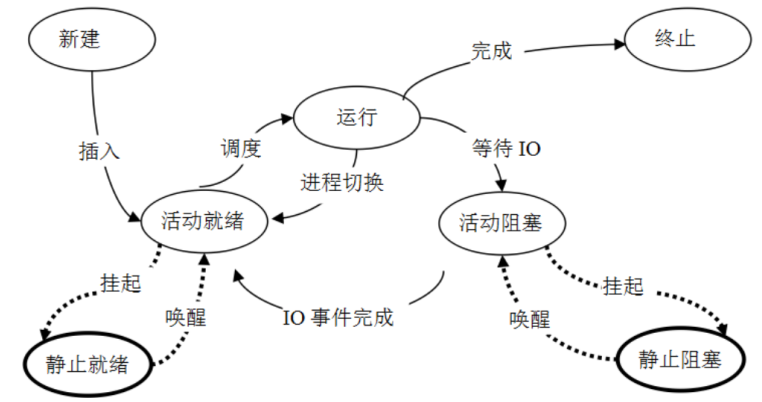 新建
终止
完成
运行
插入
调度
等待 IO
进程切换
活动就绪
活动阻塞
挂起
挂起
唤醒
IO 事件完成
唤醒
静止就绪
静止阻塞